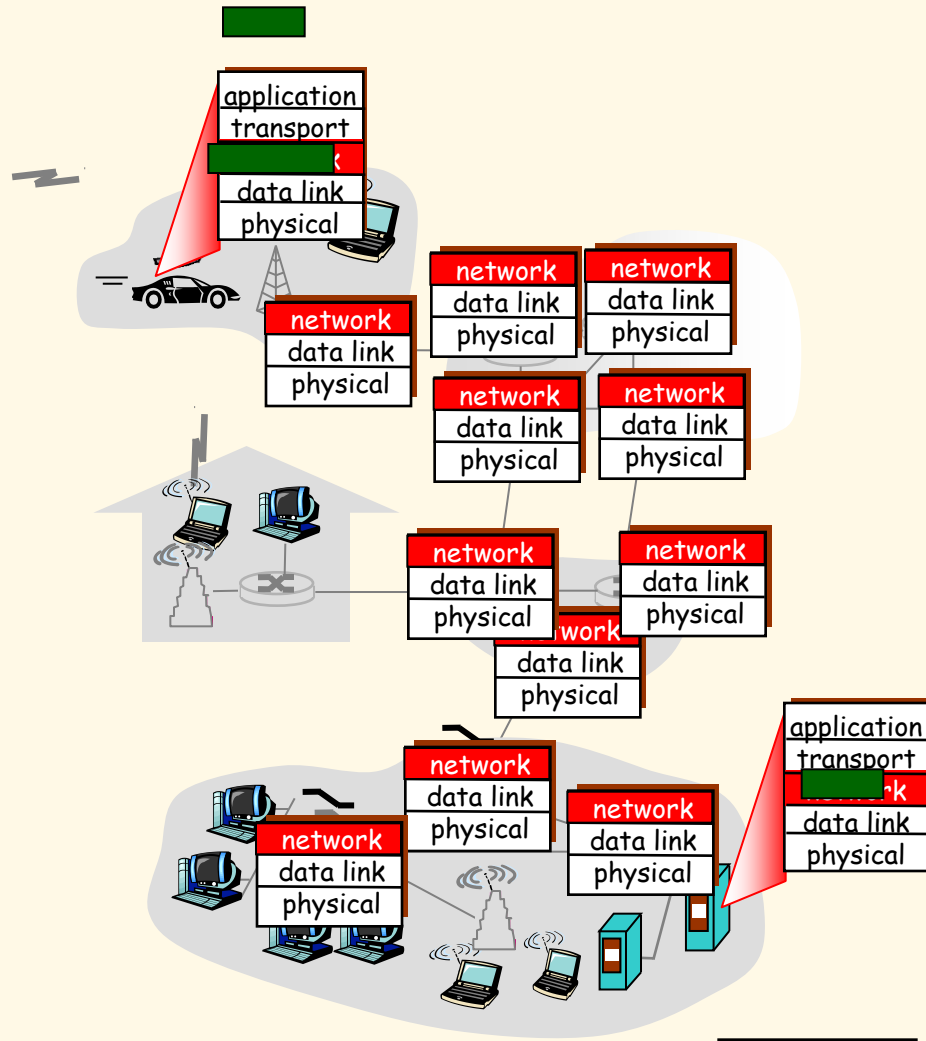 application
transport
data link
physical
network
data link
physical
network
data link
physical
network
data link
physical
network
data link
physical
network
data link
physical
network
data link
physical
network
data link
physical
data link
physical
application
transport
data link
physical
network
data link
physical
network
data link
physical
network
data link
physical